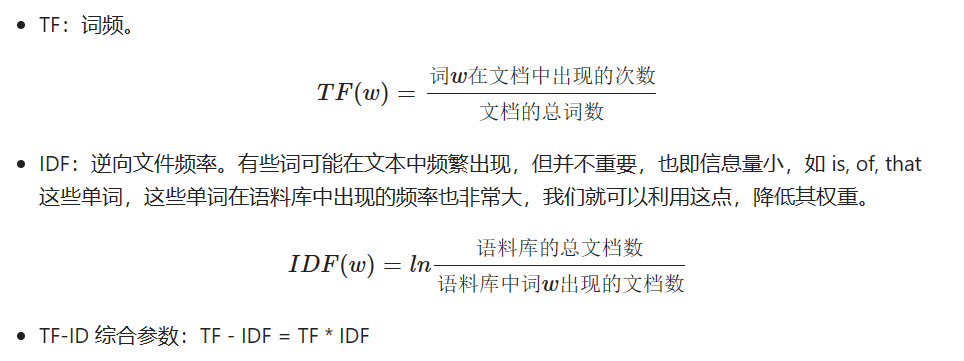 • TF：词频。
TF(w) = 词w在文档中出现的次数 / 文档的总词数
• IDF：逆向文件频率。有些词可能在文本中频繁出现，但并不重要，也即信息量小，如 is, of, that
这些单词，这些单词在语料库中出现的频率也非常大，我们就可以利用这点，降低其权重。
IDF(w) = ln 语料库的总文档数 / 语料库中词w出现的文档数
• TF-ID 综合参数：TF - IDF = TF * IDF